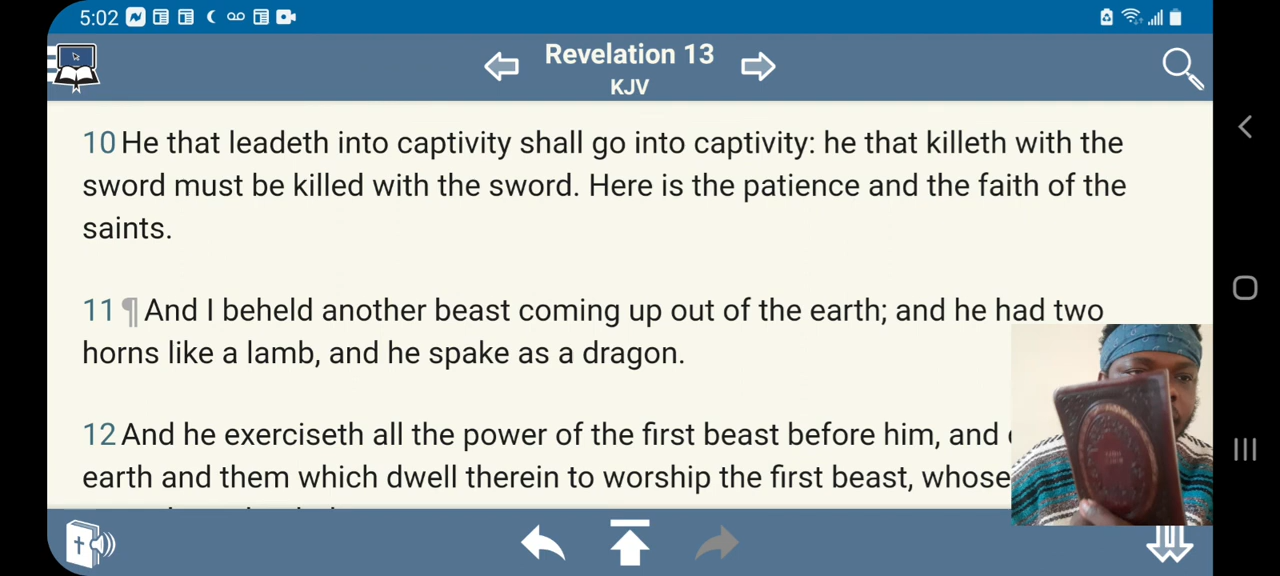 5:02
Revelation 13
KJV
10 He that leadeth into captivity shall go into captivity: he that killeth with the
sword must be killed with the sword. Here is the patience and the faith of the
saints.
11 ¶ And I beheld another beast coming up out of the earth; and he had two
horns like a lamb, and he spake as a dragon.
12 And he exerciseth all the power of the first beast before him, and
earth and them which dwell therein to worship the first beast, whose